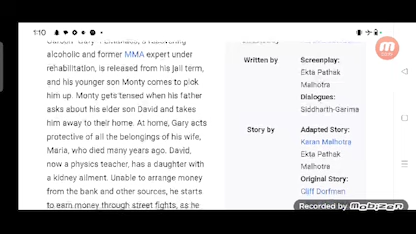 1:10
alcoholic and former MMA expert under
rehabilitation, is released from his jail term,
and his younger son Monty comes to pick
him up. Monty gets tensed when his father
asks about his elder son David and takes
him away to their home. At home, Gary acts
protective of all the belongings of his wife,
Maria, who died many years ago. David,
now a physics teacher, has a daughter with
a kidney ailment. Unable to arrange money
from the bank and other sources, he starts
to earn money through street fights, as he
Written by
Screenplay:
Ekta Pathak
Malhotra
Dialogues:
Siddharth-Garima
Story by
Adapted Story:
Karan Malhotra
Ekta Pathak
Malhotra
Original Story:
Cliff Dorfman
Recorded by Mobizen